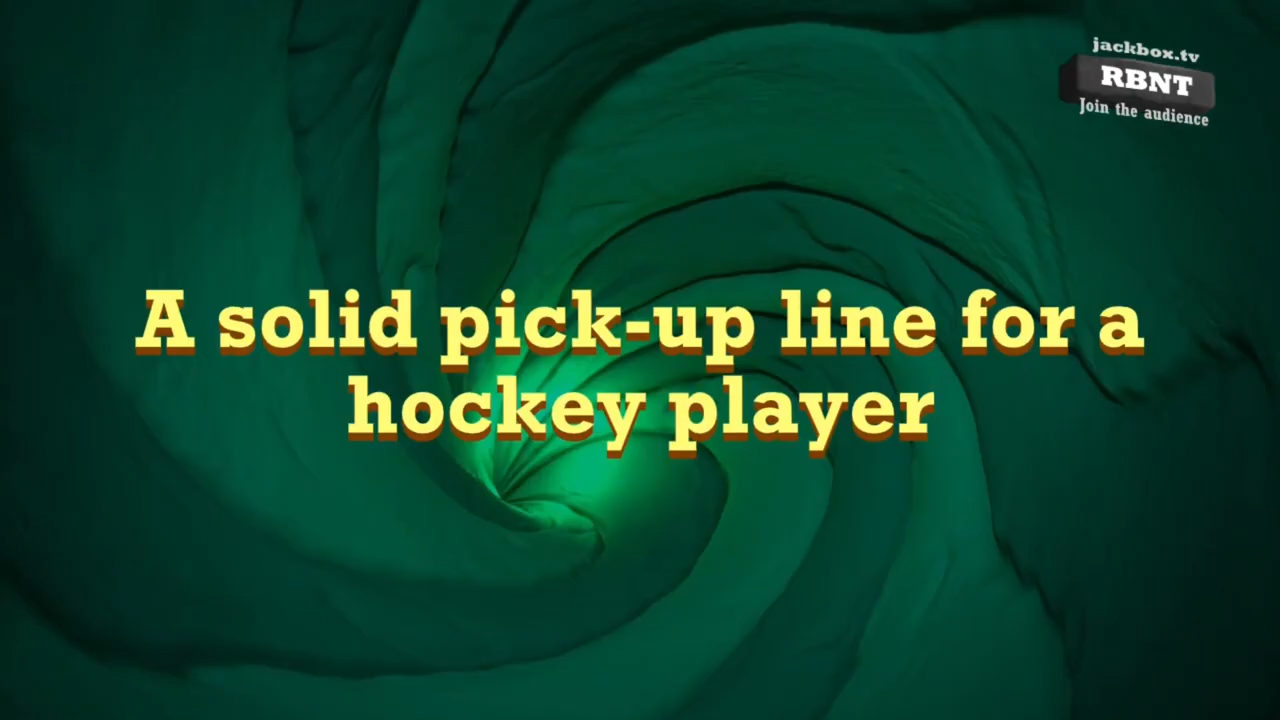 jackbox.tv
RBNT
Join the audience
A solid pick-up line for a
hockey player